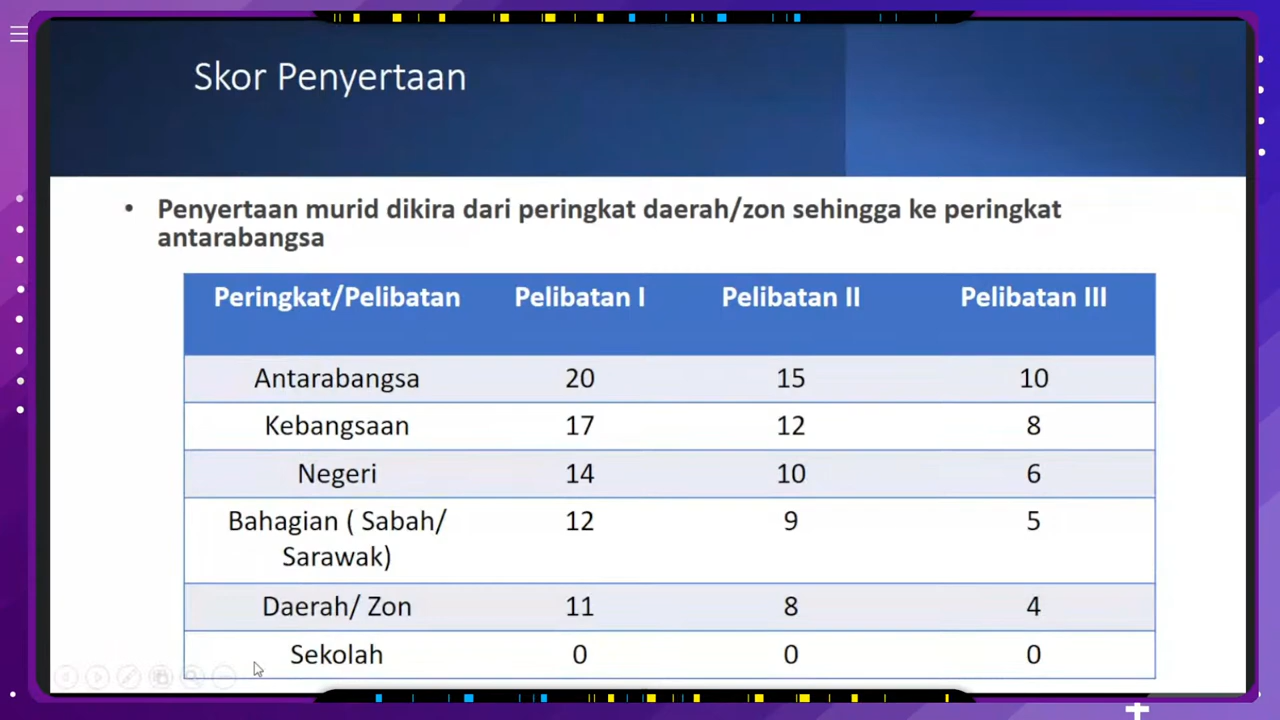 Skor Penyertaan
• Penyertaan murid dikira dari peringkat daerah/zon sehingga ke peringkat
antarabangsa
Peringkat/Pelibatan Pelibatan I Pelibatan II Pelibatan III
Antarabangsa 20 15 10
Kebangsaan 17 12 8
Negeri 14 10 6
Bahagian ( Sabah/ 12 9 5
Sarawak)
Daerah/ Zon 11 8 4
Sekolah 0 0 0